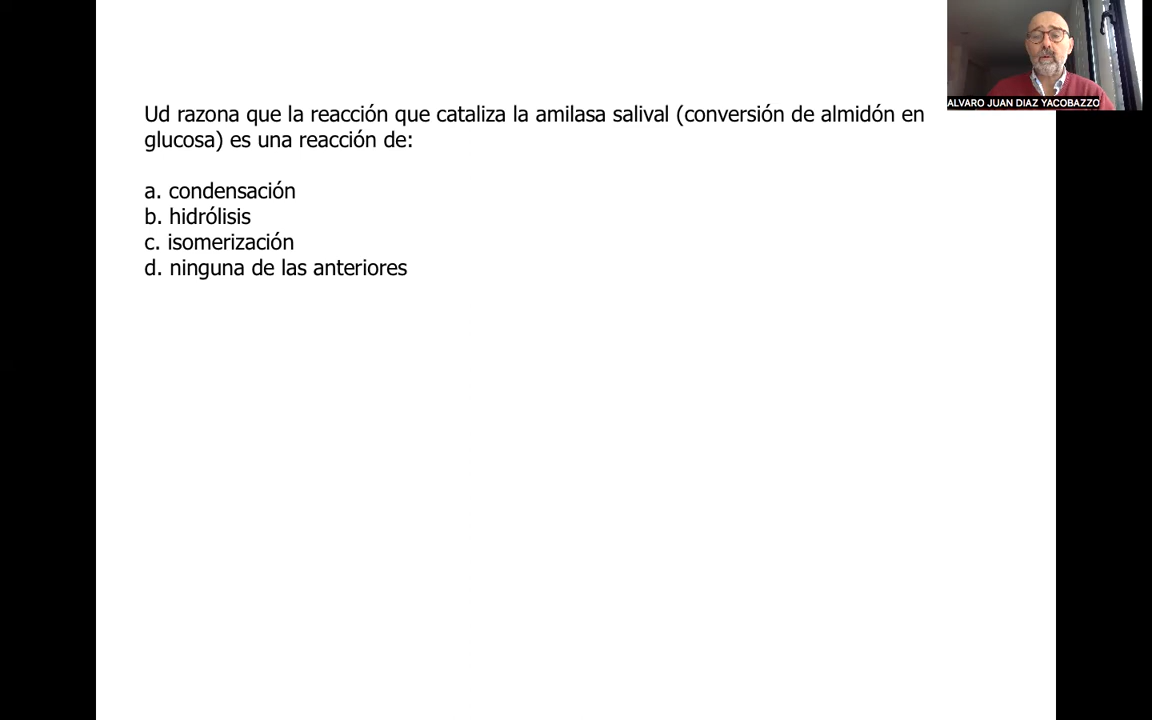 Ud razona que la reacción que cataliza la amilasa salival (conversión de almidón en
glucosa) es una reacción de:
a. condensación
b. hidrólisis
c. isomerización
d. ninguna de las anteriores
ALVARO JUAN DIAZ YACOBAZZO